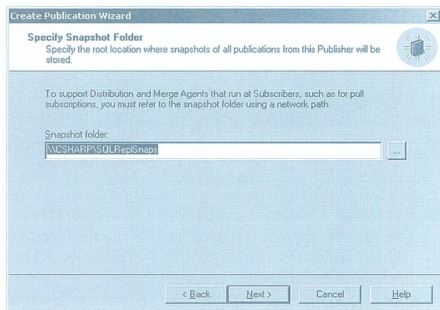 Create Publication Wizard
Specify Snapshot Folder
Specify the root location where snapshots of all publications from this Publisher will be
stored.
To support Distribution and Merge Agents that run at Subscribers, such as for pull
subscriptions, you must refer to the snapshot folder using a network path.
Snapshot folder:
\\CSHARP\SQLReplSnaps
...
< Back
Next >
Cancel
Help